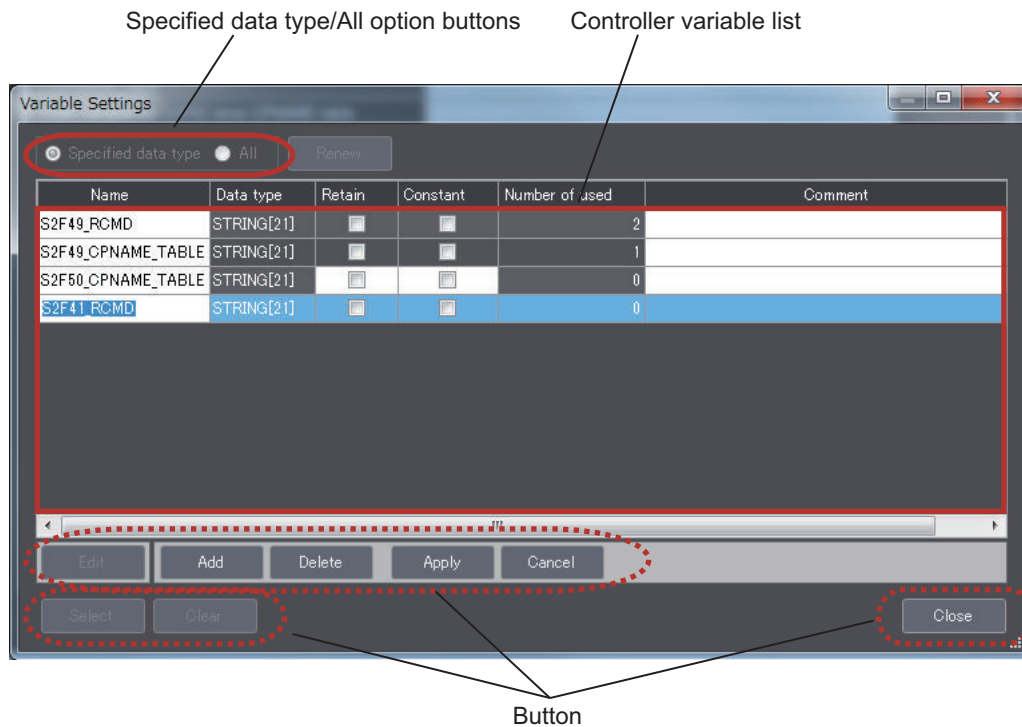 Specified data type/All option buttons Controller variable list
Variable Settings
Specified data type All Renew
Name Data type Retain Constant Number of used Comment
S2F49_RCMD STRING[21] 2
S2F49_CPNAME_TABLE STRING[21] 1
S2F50_CPNAME_TABLE STRING[21] 0
S2F41_RCMD STRING[21] 0
Edit Add Delete Apply Cancel
Select Clear Close
Button